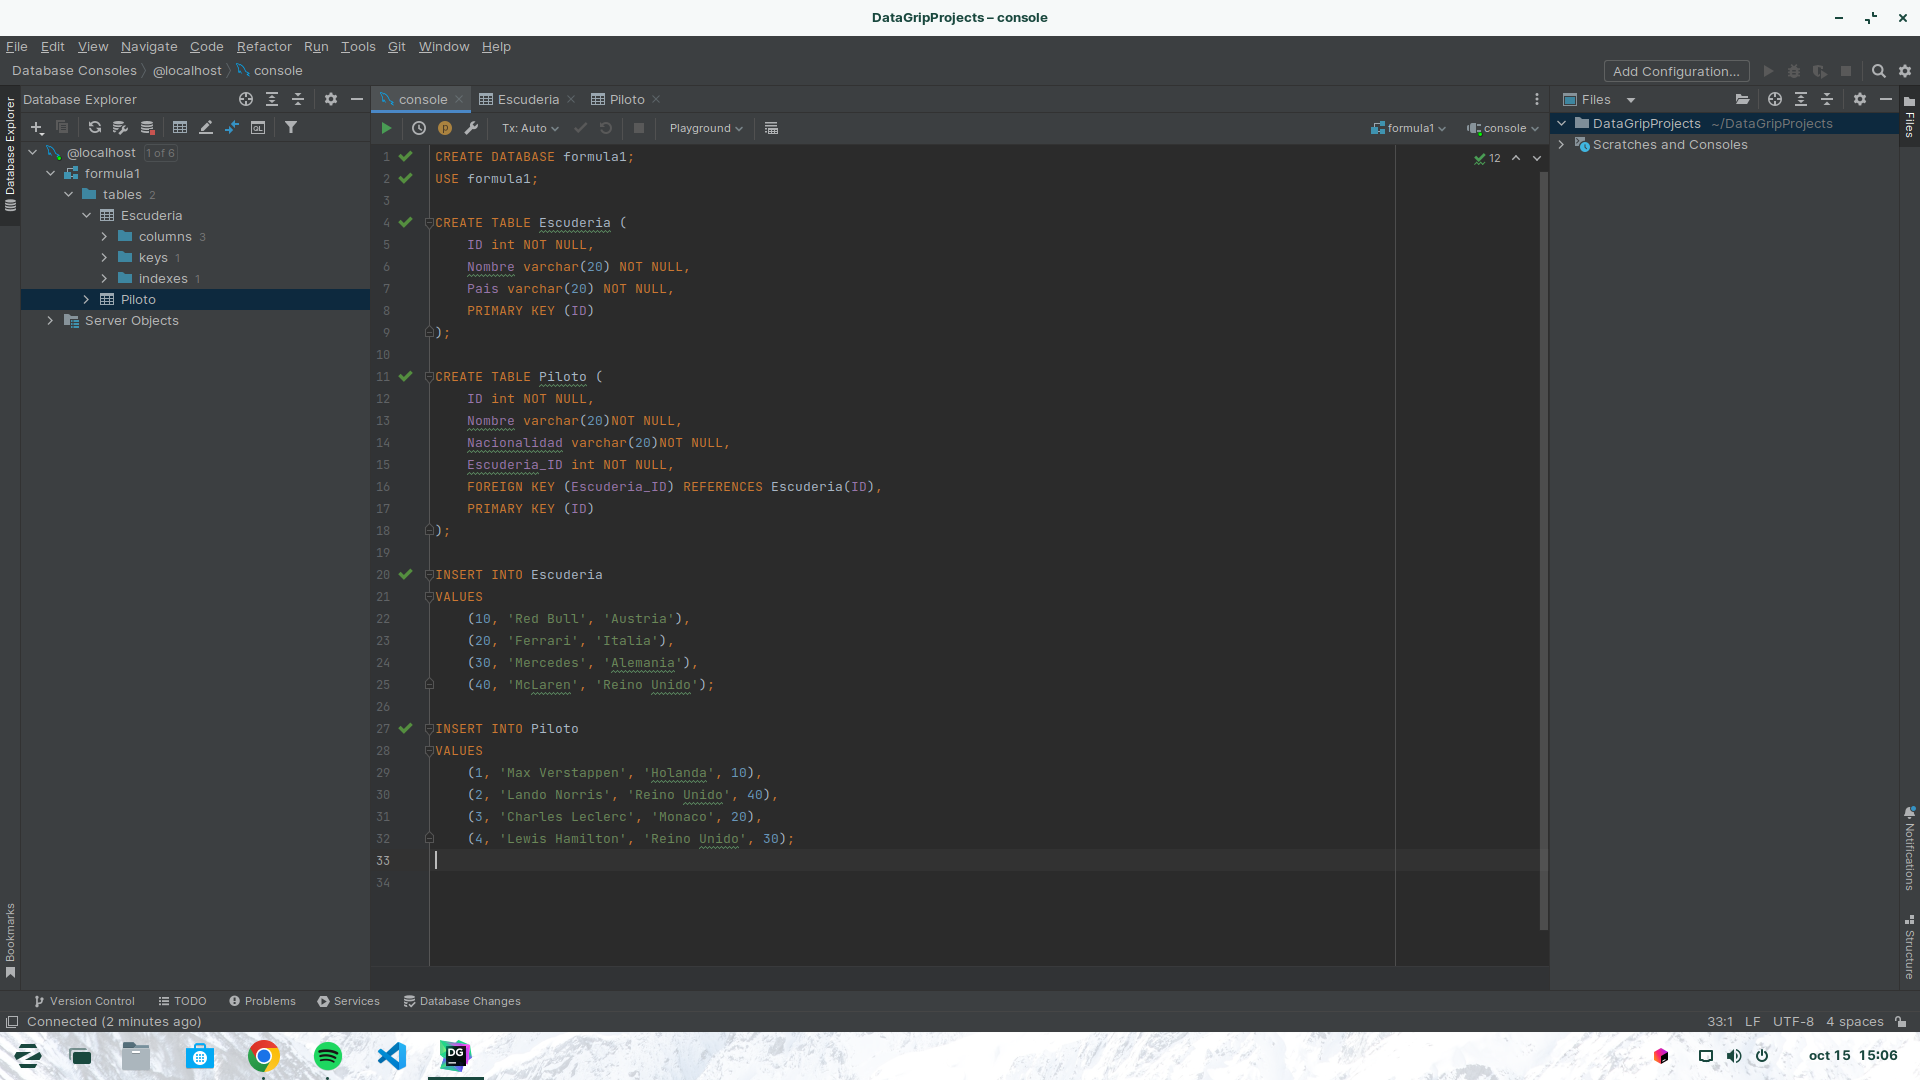 DataGripProjects – console
File Edit View Navigate Code Refactor Run Tools Git Window Help
Database Consoles @localhost console
Add Configuration...
Database Explorer
console Escuderia Piloto
Files
Tx: Auto Playground
formula1 console
@localhost 1 of 6
formula1
tables 2
Escuderia
columns 3
keys 1
indexes 1
Piloto
Server Objects
12
1 CREATE DATABASE formula1;
2 USE formula1;
3
4 CREATE TABLE Escuderia (
5 ID int NOT NULL,
6 Nombre varchar(20) NOT NULL,
7 Pais varchar(20) NOT NULL,
8 PRIMARY KEY (ID)
9 );
10
11 CREATE TABLE Piloto (
12 ID int NOT NULL,
13 Nombre varchar(20)NOT NULL,
14 Nacionalidad varchar(20)NOT NULL,
15 Escuderia_ID int NOT NULL,
16 FOREIGN KEY (Escuderia_ID) REFERENCES Escuderia(ID),
17 PRIMARY KEY (ID)
18 );
19
20 INSERT INTO Escuderia
21 VALUES
22 (10, 'Red Bull', 'Austria'),
23 (20, 'Ferrari', 'Italia'),
24 (30, 'Mercedes', 'Alemania'),
25 (40, 'McLaren', 'Reino Unido');
26
27 INSERT INTO Piloto
28 VALUES
29 (1, 'Max Verstappen', 'Holanda', 10),
30 (2, 'Lando Norris', 'Reino Unido', 40),
31 (3, 'Charles Leclerc', 'Monaco', 20),
32 (4, 'Lewis Hamilton', 'Reino Unido', 30);
33
34
DataGripProjects ~/DataGripProjects
Scratches and Consoles
Database Explorer
Bookmarks
Files
Notifications
Structure
Version Control TODO Problems Services Database Changes
Connected (2 minutes ago)
33:1 LF UTF-8 4 spaces
DG
oct 15 15:06